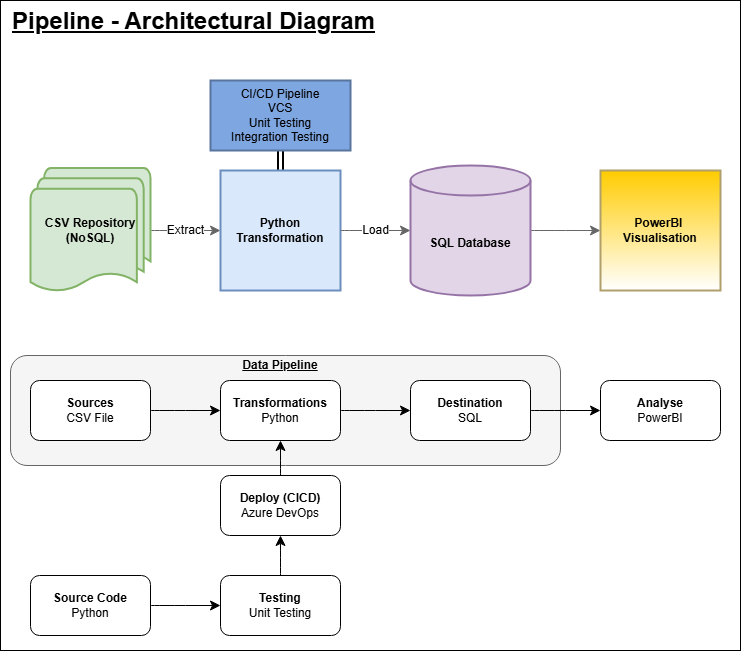 Pipeline - Architectural Diagram
CI/CD Pipeline
VCS
Unit Testing
Integration Testing
CSV Repository
(NoSQL)
Extract
Python
Transformation
Load
SQL Database
PowerBI
Visualisation
Data Pipeline
Sources
CSV File
Transformations
Python
Destination
SQL
Analyse
PowerBI
Deploy (CICD)
Azure DevOps
Source Code
Python
Testing
Unit Testing